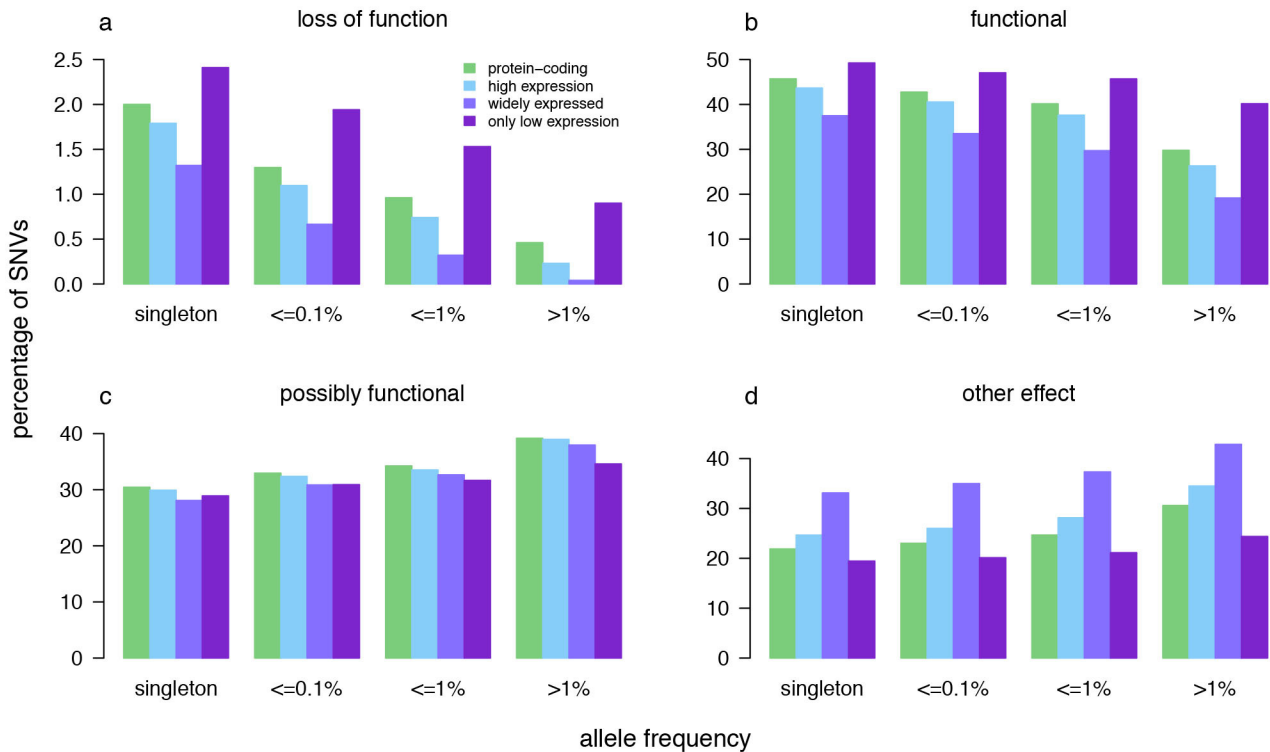 a
loss of function
2.5
2.0
1.5
1.0
0.5
0.0
protein−coding
high expression
widely expressed
only low expression
singleton <=0.1% <=1% >1%
b
functional
50
40
30
20
10
0
singleton <=0.1% <=1% >1%
percentage of SNVs
c
possibly functional
40
30
20
10
0
singleton <=0.1% <=1% >1%
d
other effect
40
30
20
10
0
singleton <=0.1% <=1% >1%
allele frequency